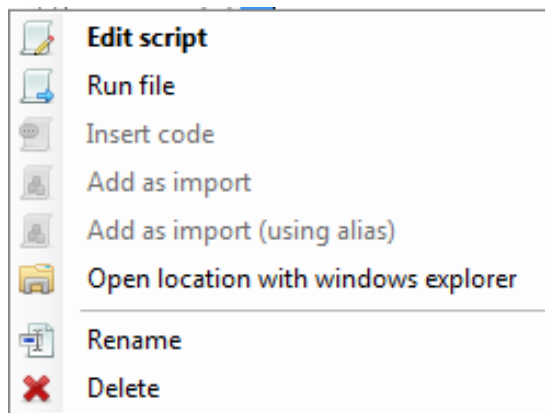 Edit script
Run file
Insert code
Add as import
Add as import (using alias)
Open location with windows explorer
Rename
Delete